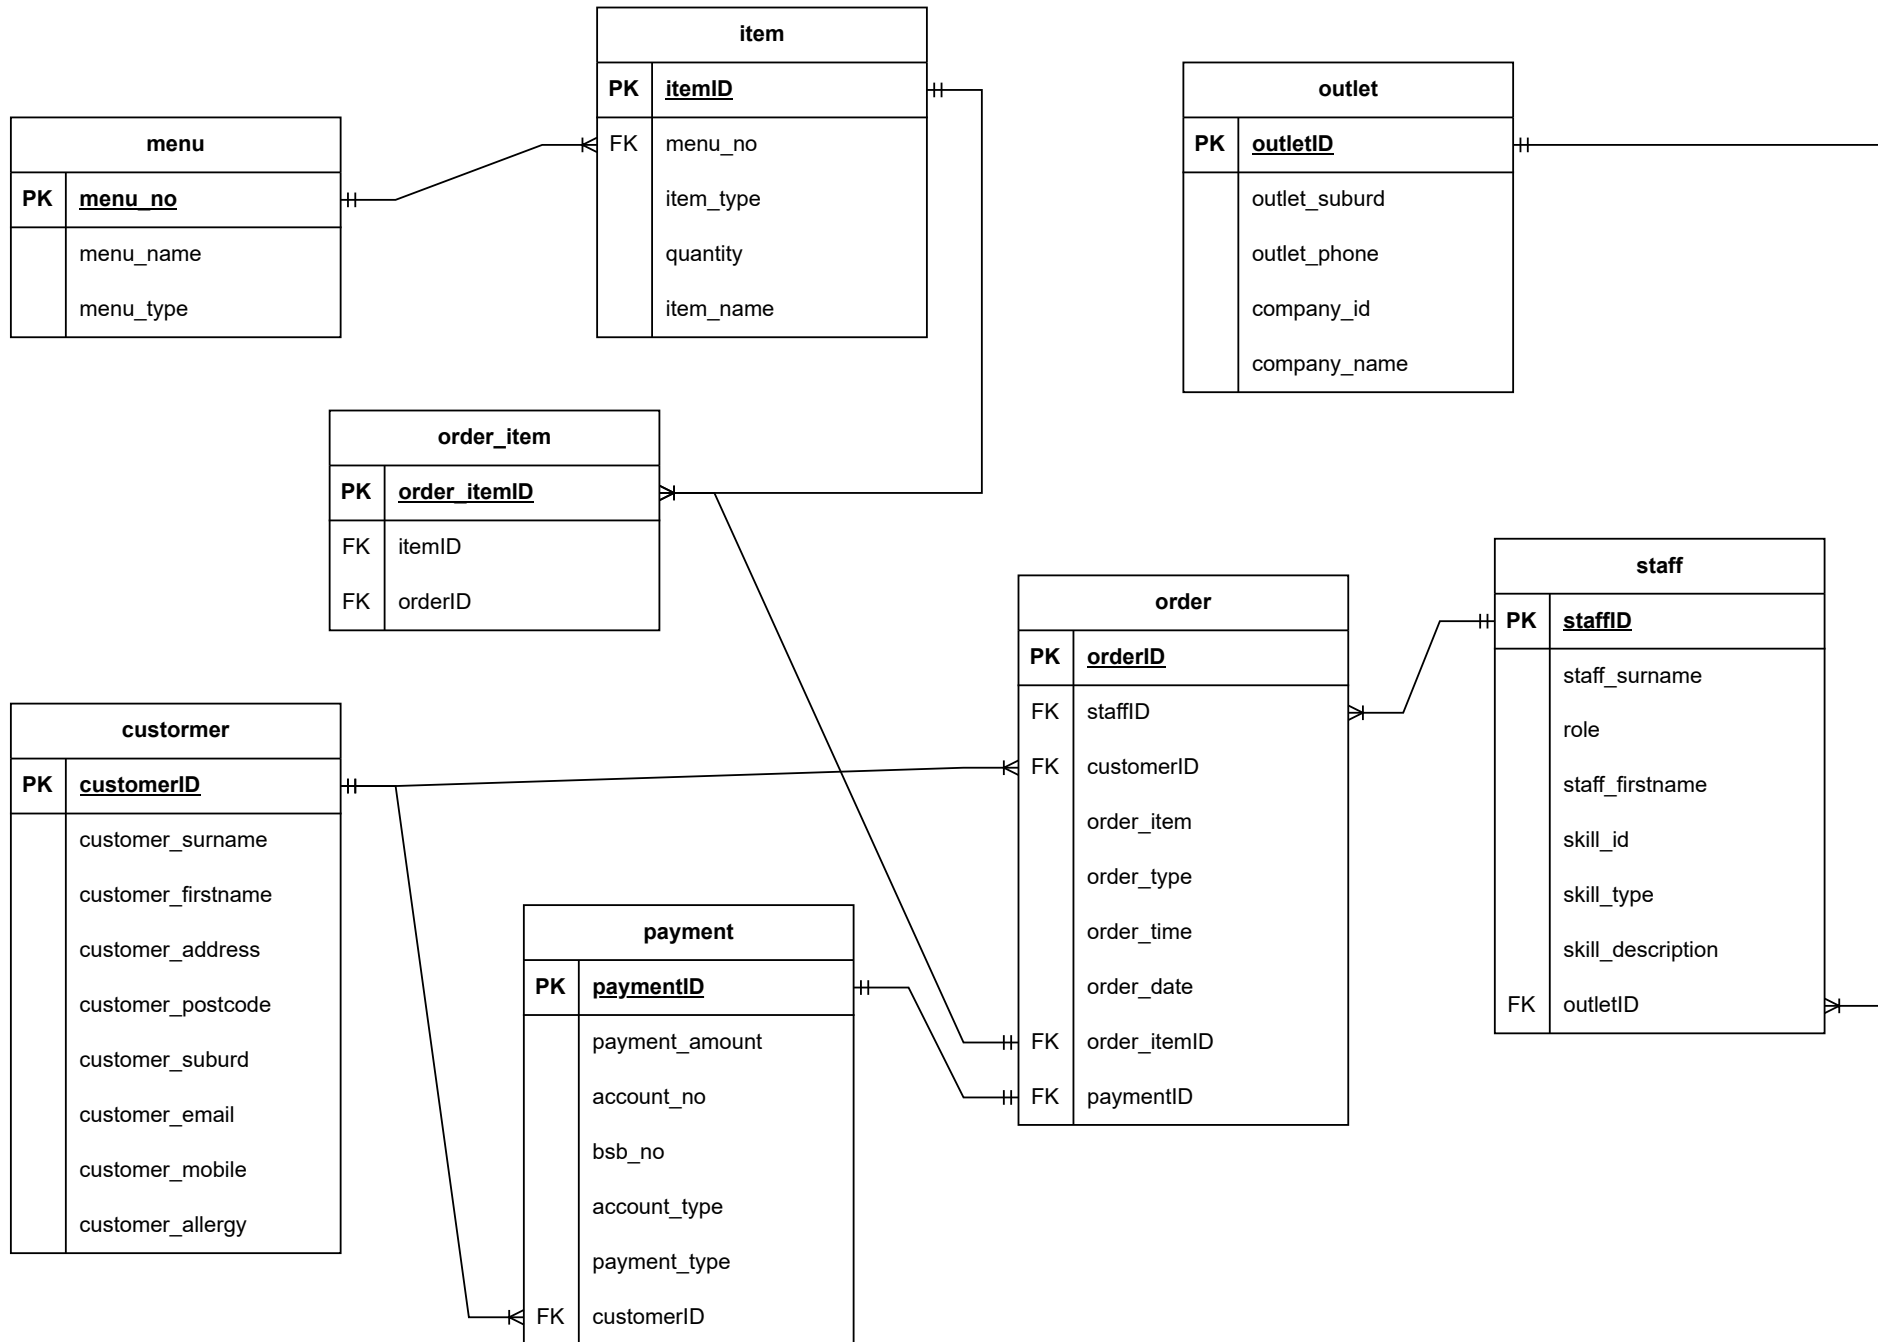 item
PK itemID
FK menu_no
item_type
quantity
item_name
menu
PK menu_no
menu_name
menu_type
outlet
PK outletID
outlet_suburd
outlet_phone
company_id
company_name
order_item
PK order_itemID
FK itemID
FK orderID
order
PK orderID
FK staffID
FK customerID
order_item
order_type
order_time
order_date
FK order_itemID
FK paymentID
staff
PK staffID
staff_surname
role
staff_firstname
skill_id
skill_type
skill_description
FK outletID
custormer
PK customerID
customer_surname
customer_firstname
customer_address
customer_postcode
customer_suburd
customer_email
customer_mobile
customer_allergy
payment
PK paymentID
payment_amount
account_no
bsb_no
account_type
payment_type
FK customerID